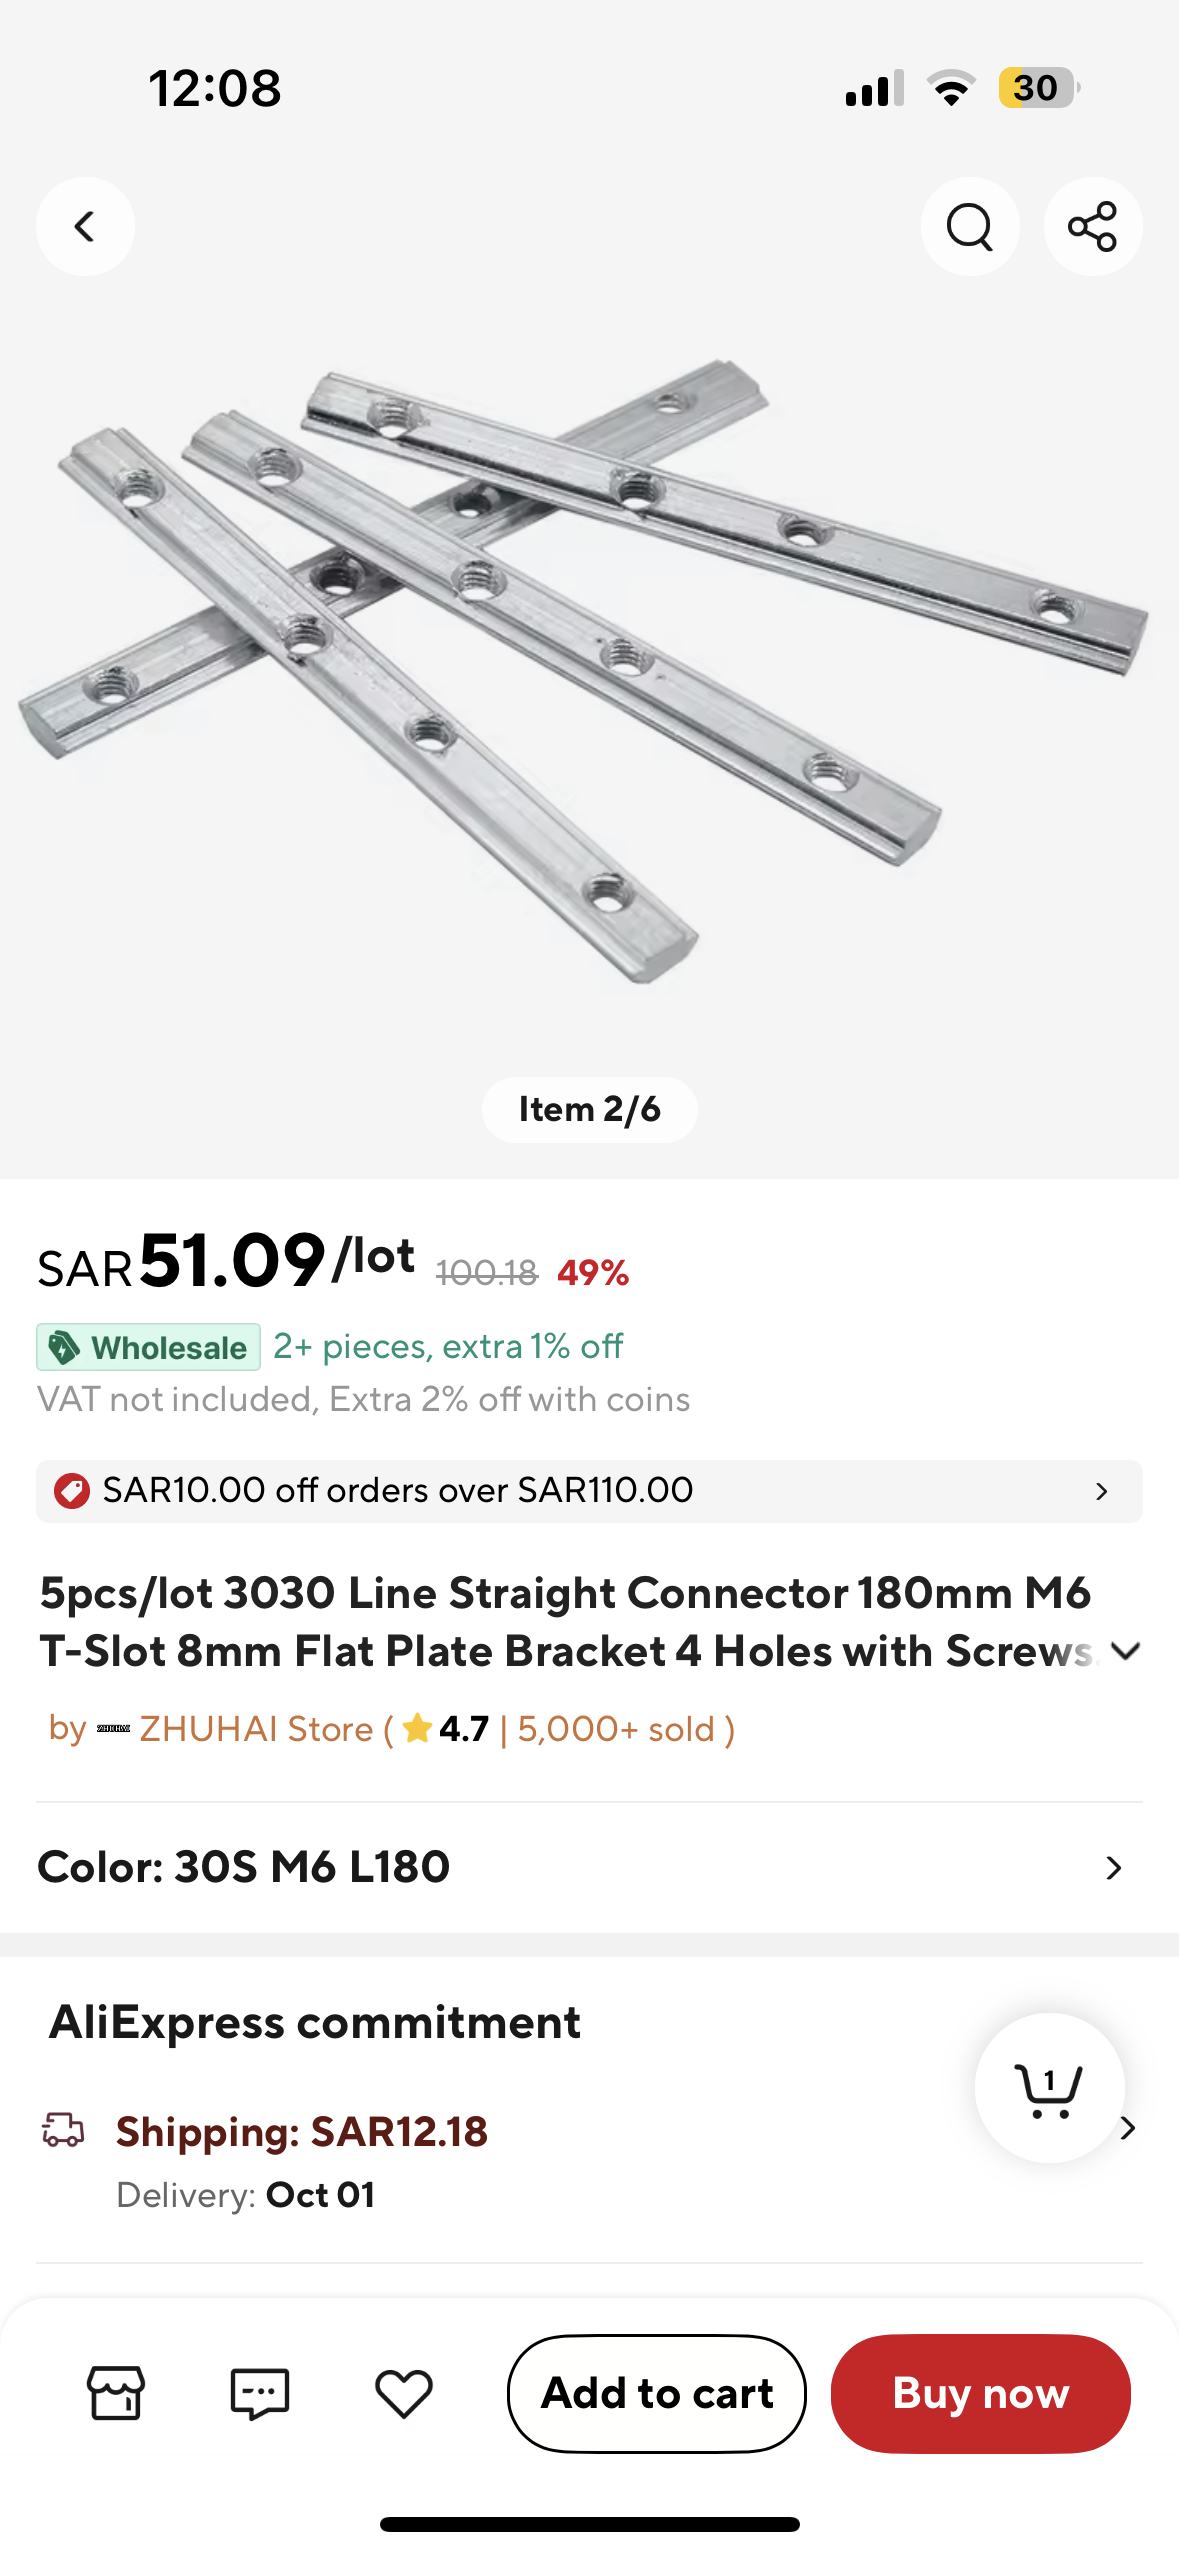 12:08
30
Item 2/6
SAR51.09/lot 100.18 49%
Wholesale 2+ pieces, extra 1% off
VAT not included, Extra 2% off with coins
SAR10.00 off orders over SAR110.00
5pcs/lot 3030 Line Straight Connector 180mm M6
T-Slot 8mm Flat Plate Bracket 4 Holes with Screws
by ZHUHAI ZHUHAI Store ( 4.7 | 5,000+ sold )
Color: 30S M6 L180
AliExpress commitment
1
Shipping: SAR12.18
Delivery: Oct 01
Add to cart
Buy now